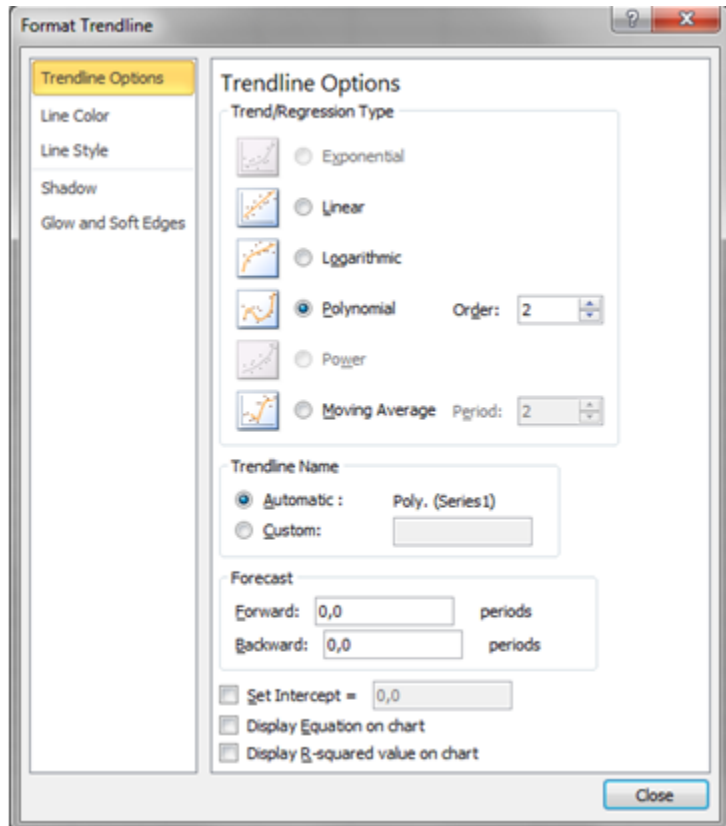 Format Trendline
Trendline Options
Line Color
Line Style
Shadow
Glow and Soft Edges
Trendline Options
Trend/Regression Type
Exponential
Linear
Logarithmic
Polynomial Order: 2
Power
Moving Average Period: 2
Trendline Name
Automatic : Poly. (Series1)
Custom:
Forecast
Forward: 0,0 periods
Backward: 0,0 periods
Set Intercept = 0,0
Display Equation on chart
Display R-squared value on chart
Close